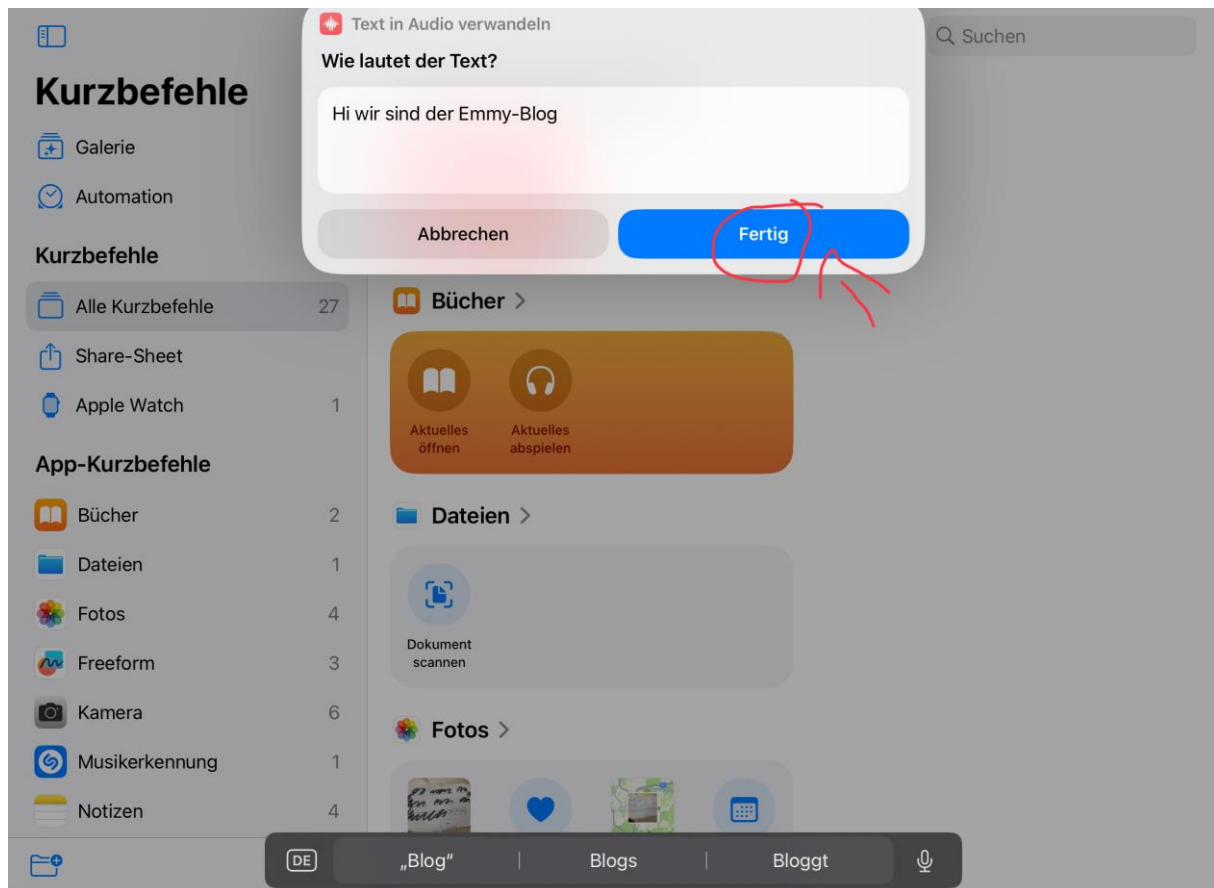 Text in Audio verwandeln
Wie lautet der Text?
Hi wir sind der Emmy-Blog
Abbrechen
Fertig
Suchen
Kurzbefehle
Galerie
Automation
Kurzbefehle
Alle Kurzbefehle 27
Share-Sheet
Apple Watch 1
App-Kurzbefehle
Bücher 2
Dateien 1
Fotos 4
Freeform 3
Kamera 6
Musikerkennung 1
Notizen 4
Bücher
Aktuelles
öffnen
Aktuelles
abspielen
Dateien
Dokument
scannen
Fotos
DE
„Blog“
Blogs
Bloggt